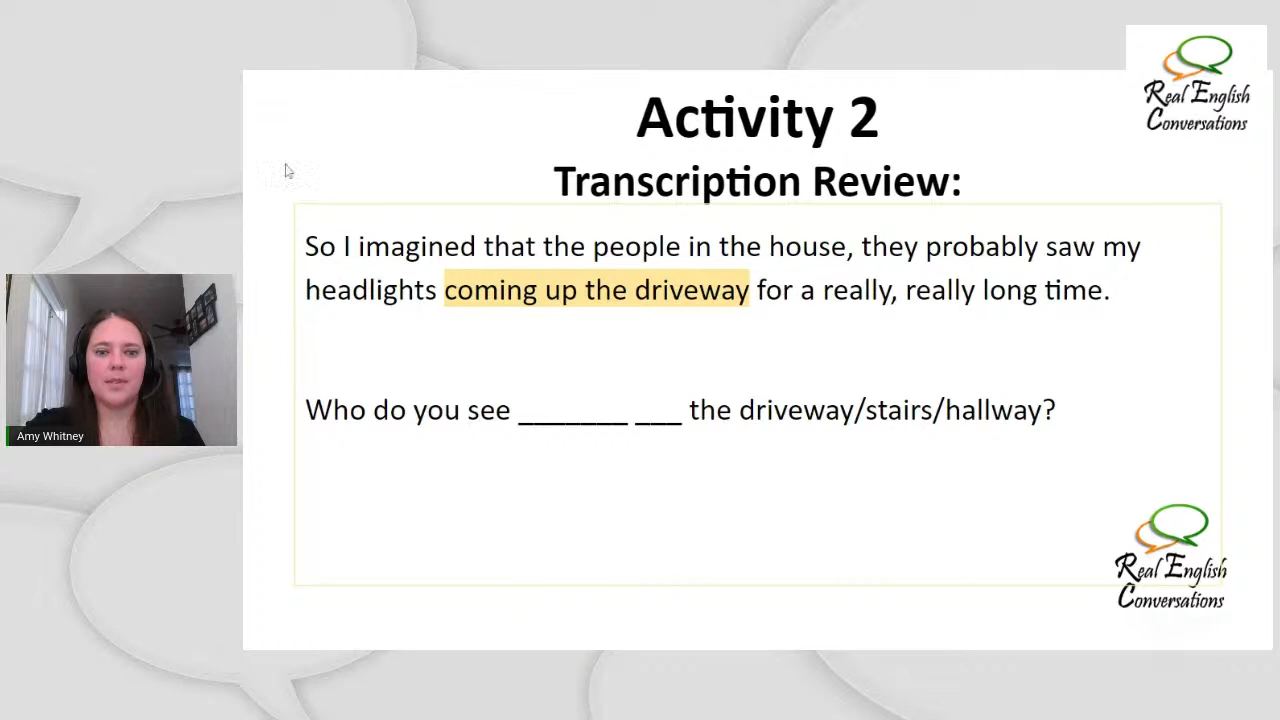 Real English
Conversations
Activity 2
Transcription Review:
So I imagined that the people in the house, they probably saw my
headlights coming up the driveway for a really, really long time.
Who do you see _______ ___ the driveway/stairs/hallway?
Amy Whitney
Real English
Conversations